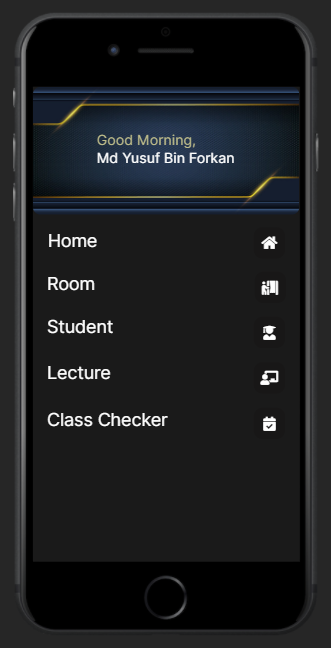 Good Morning,
Md Yusuf Bin Forkan
Home
Room
Student
Lecture
Class Checker